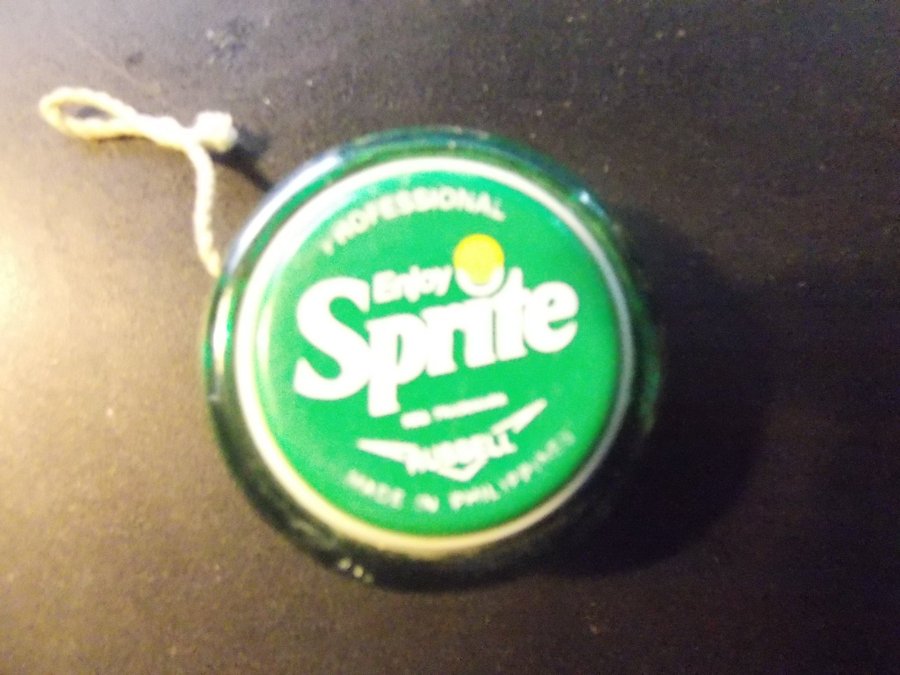 PROFESSIONAL
Enjoy
Sprite
RUSSELL
MADE IN PHILIPPINES